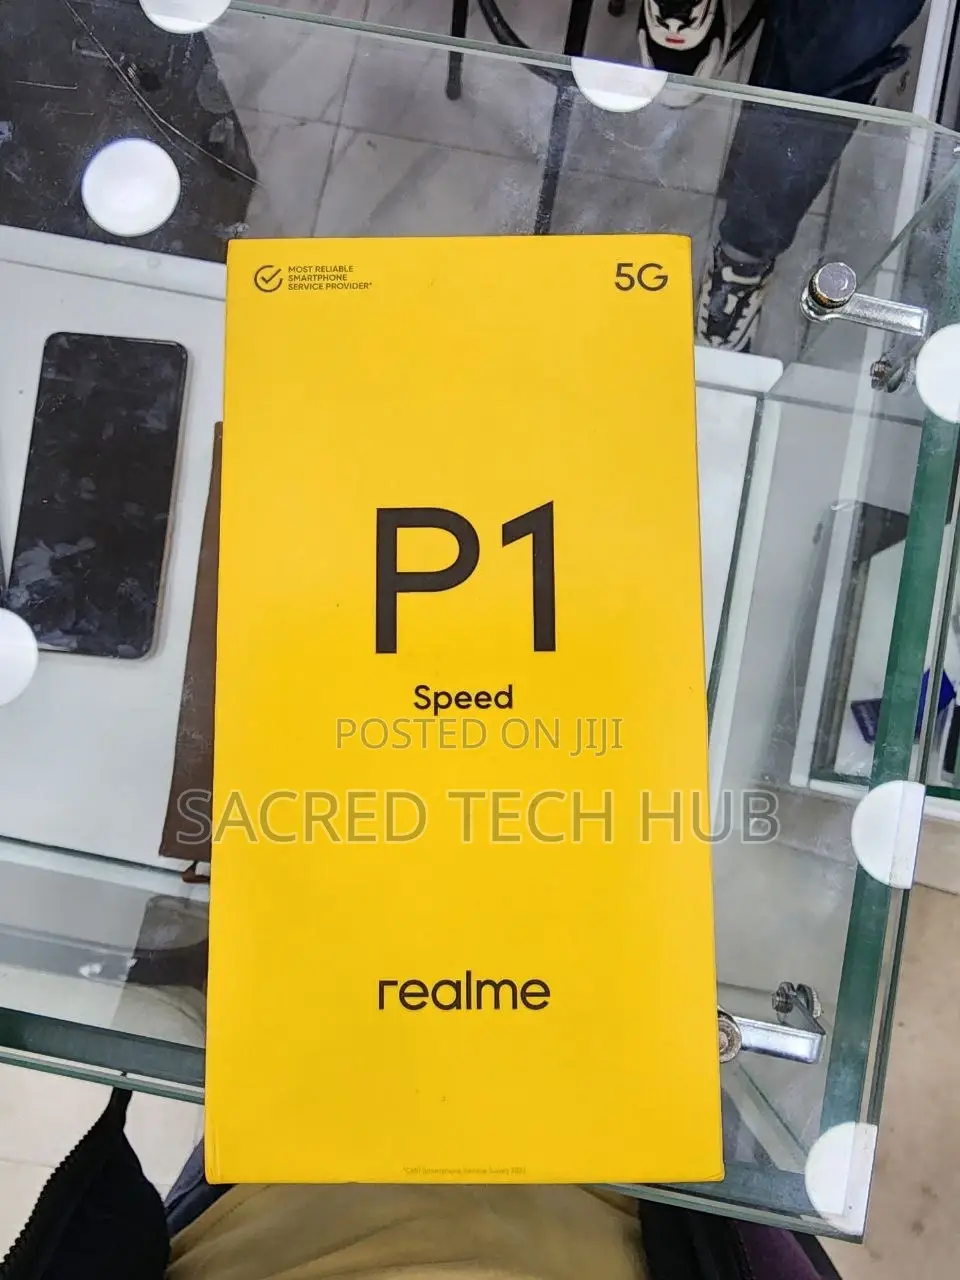 MOST RELIABLE
SMARTPHONE
SERVICE PROVIDER*
5G
P1
Speed
POSTED ON JIJI
SACRED TECH HUB
realme